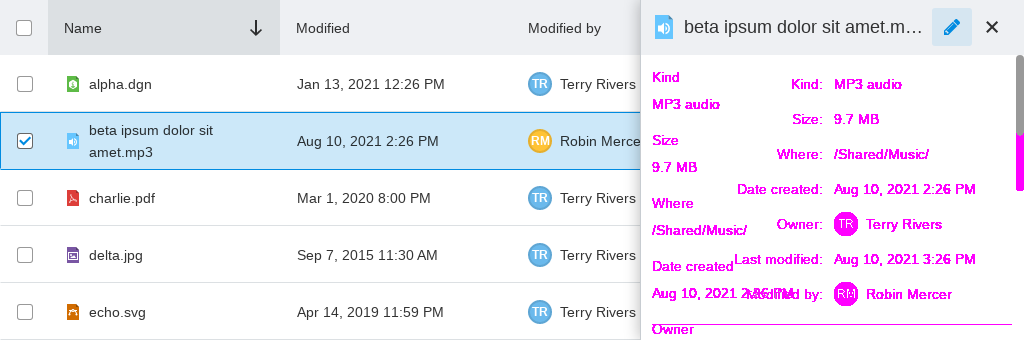 Name
Modified
Modified by
beta ipsum dolor sit amet.m…
alpha.dgn
Jan 13, 2021 12:26 PM
TR Terry Rivers
beta ipsum dolor sit
amet.mp3
Aug 10, 2021 2:26 PM
RM Robin Merce
charlie.pdf
Mar 1, 2020 8:00 PM
TR Terry Rivers
delta.jpg
Sep 7, 2015 11:30 AM
TR Terry Rivers
echo.svg
Apr 14, 2019 11:59 PM
TR Terry Rivers
Kind
MP3 audio
Size
9.7 MB
Where
/Shared/Music/
Date created
Aug 10, 2021 2:26 PM
Owner
Kind: MP3 audio
Size: 9.7 MB
Where: /Shared/Music/
Date created: Aug 10, 2021 2:26 PM
Owner: TR Terry Rivers
Last modified: Aug 10, 2021 3:26 PM
Modified by: RM Robin Mercer